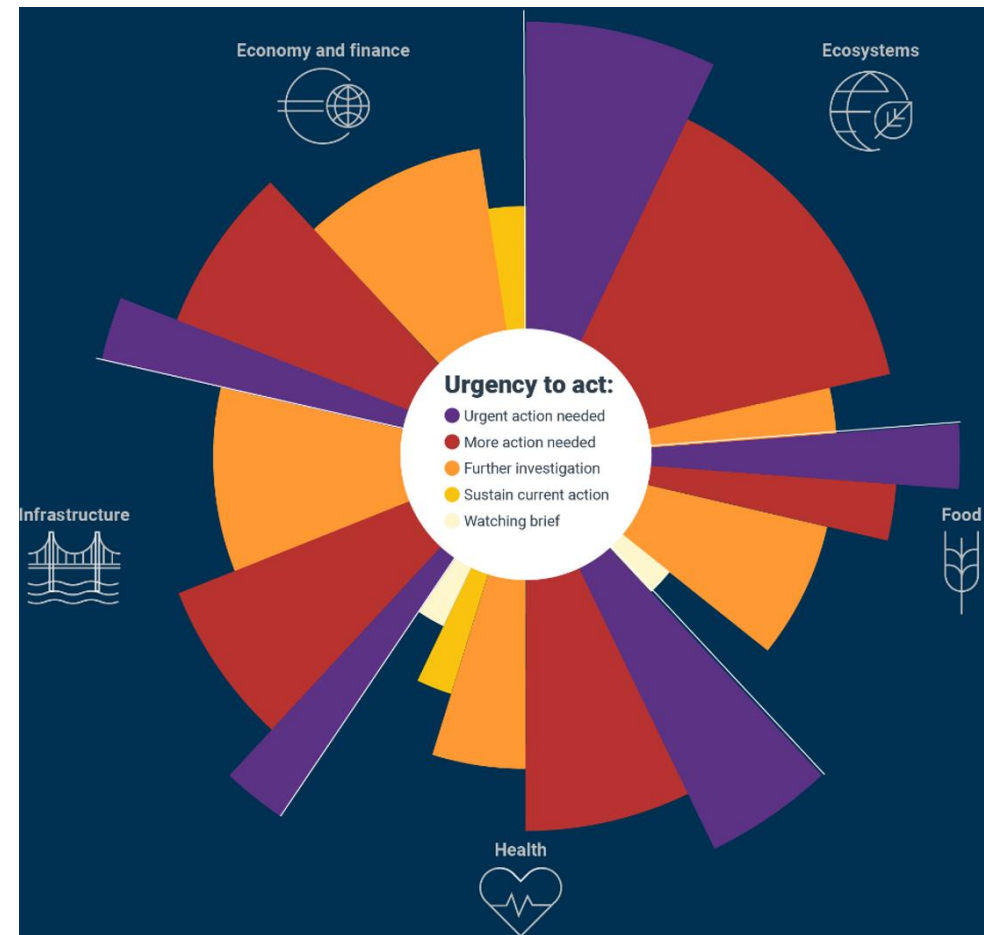 Economy and finance
Ecosystems
Urgency to act:
Urgent action needed
More action needed
Further investigation
Sustain current action
Watching brief
Infrastructure
Food
Health